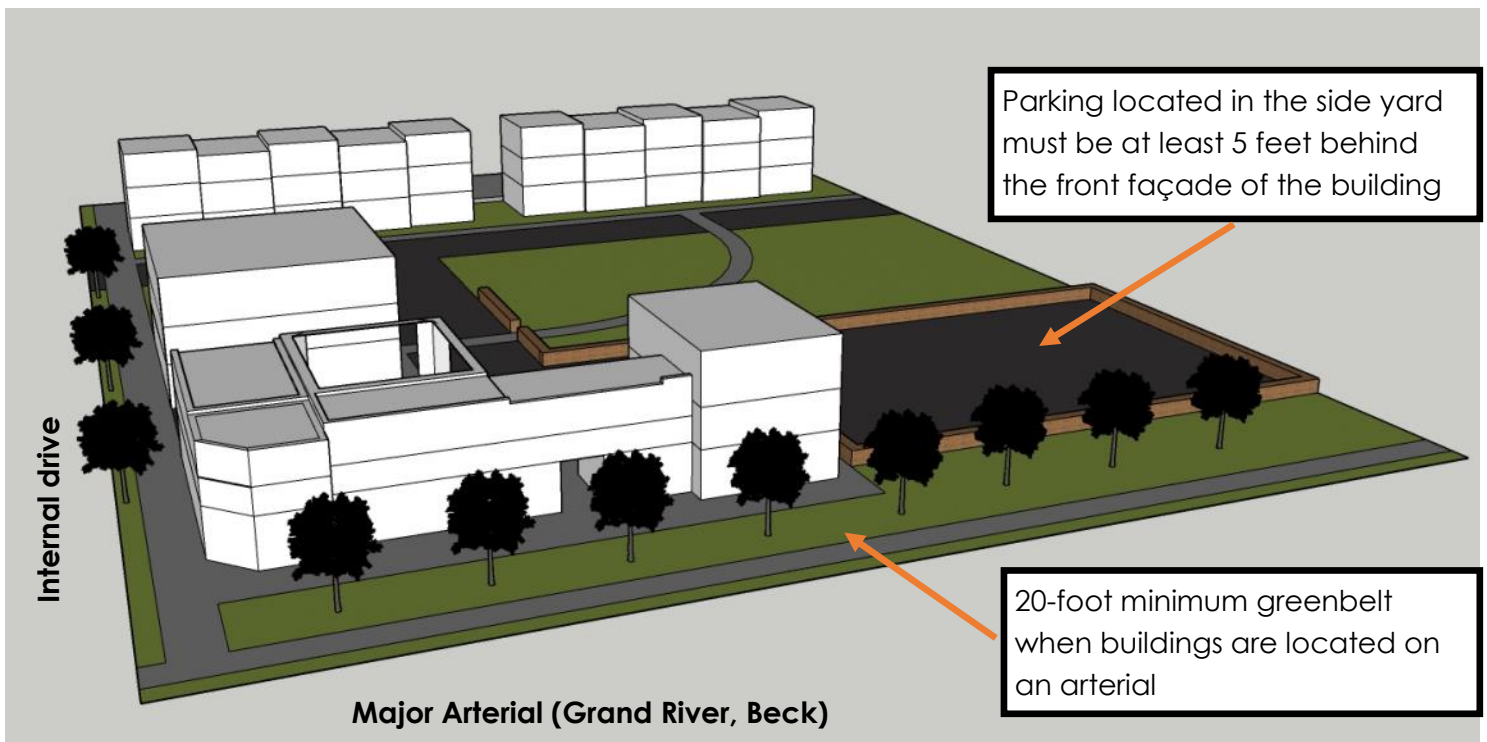 Parking located in the side yard
must be at least 5 feet behind
the front façade of the building
Internal drive
20-foot minimum greenbelt
when buildings are located on
an arterial
Major Arterial (Grand River, Beck)